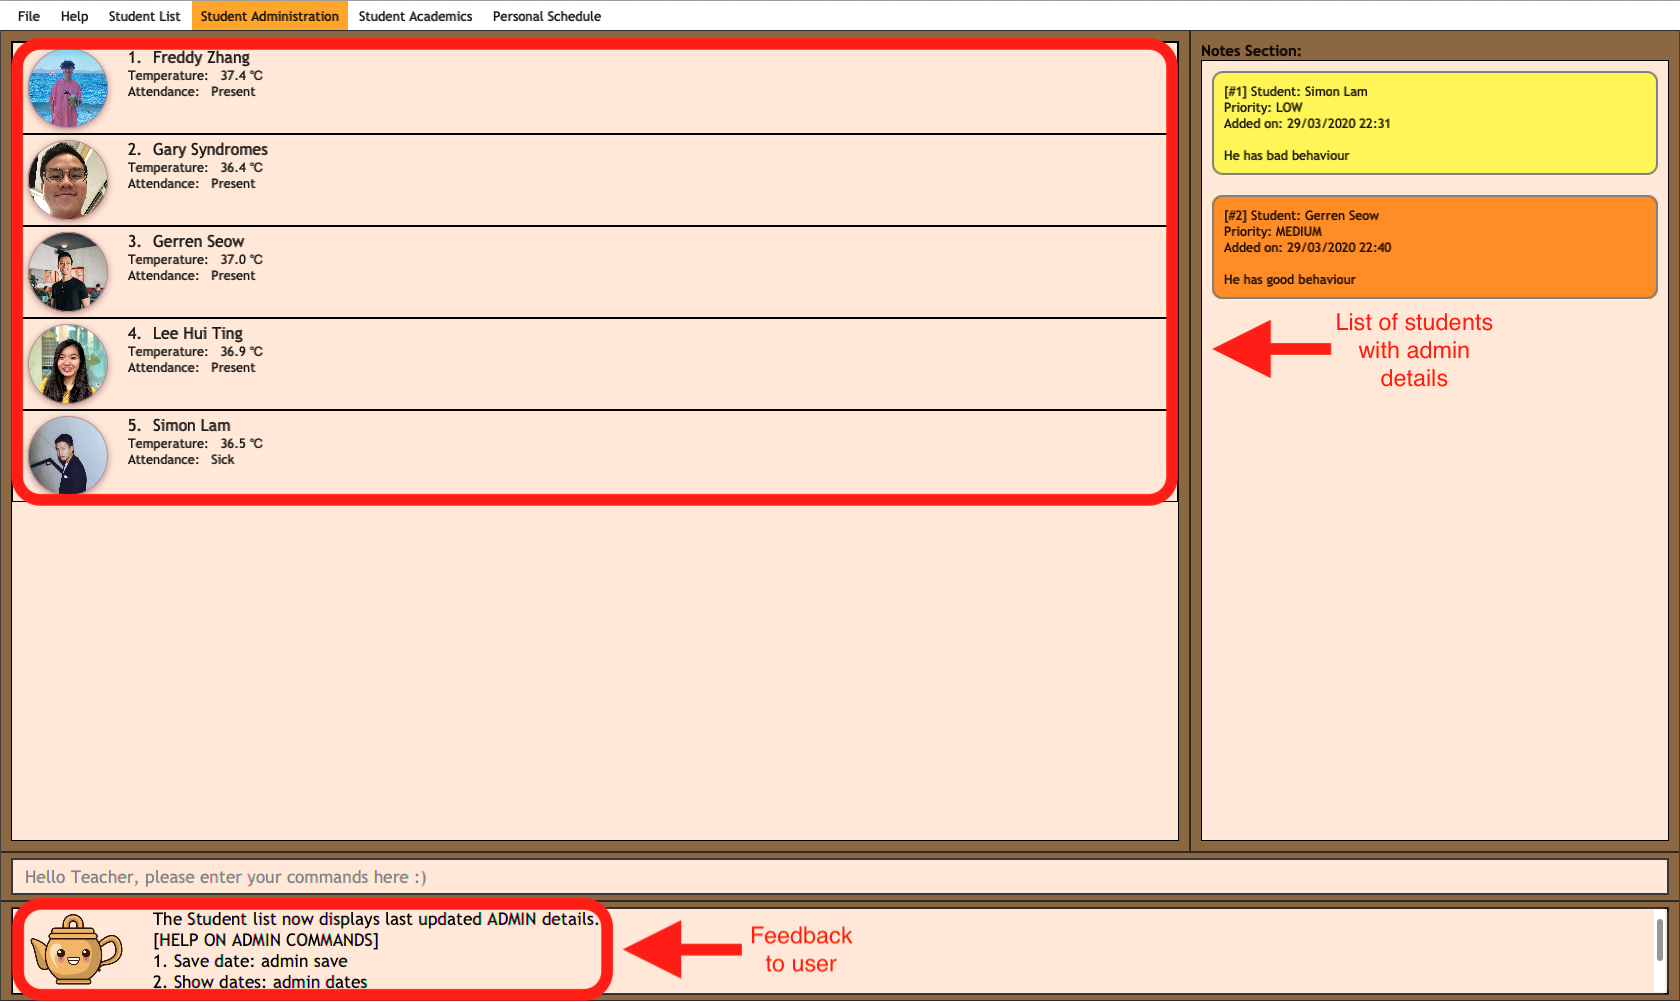 File Help Student List Student Administration Student Academics Personal Schedule
1. Freddy Zhang
Temperature: 37.4 °C
Attendance: Present
2. Gary Syndromes
Temperature: 36.4 °C
Attendance: Present
3. Gerren Seow
Temperature: 37.0 °C
Attendance: Present
4. Lee Hui Ting
Temperature: 36.9 °C
Attendance: Present
5. Simon Lam
Temperature: 36.5 °C
Attendance: Sick
Notes Section:
[#1] Student: Simon Lam
Priority: LOW
Added on: 29/03/2020 22:31
He has bad behaviour
[#2] Student: Gerren Seow
Priority: MEDIUM
Added on: 29/03/2020 22:40
He has good behaviour
List of students
with admin
details
Hello Teacher, please enter your commands here :)
The Student list now displays last updated ADMIN details.
[HELP ON ADMIN COMMANDS]
1. Save date: admin save
2. Show dates: admin dates
Feedback
to user